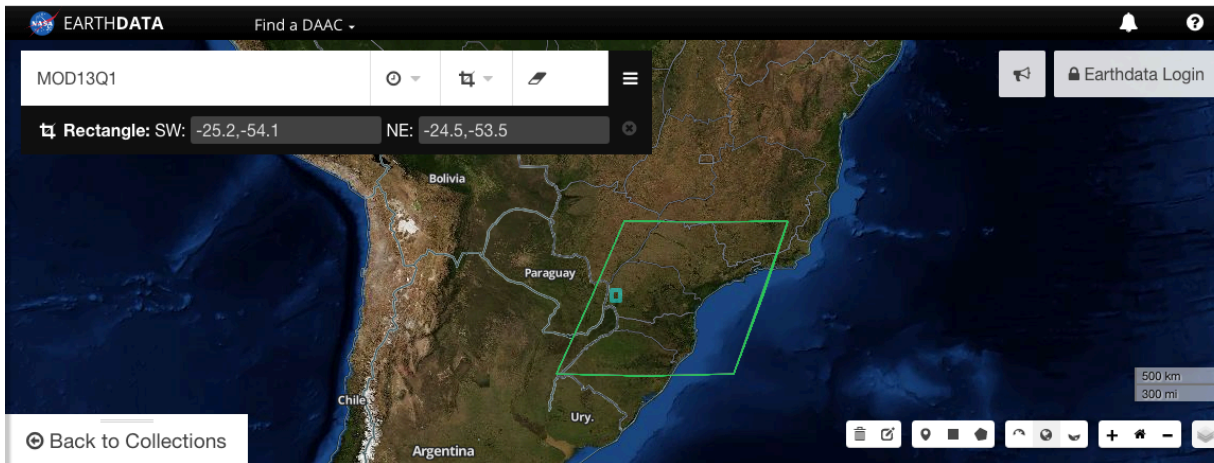 EARTHDATA Find a DAAC
MOD13Q1
Earthdata Login
Rectangle: SW: -25.2,-54.1 NE: -24.5,-53.5
Bolivia
Paraguay
500 km
300 mi
Chile
Ury.
Back to Collections
Argentina